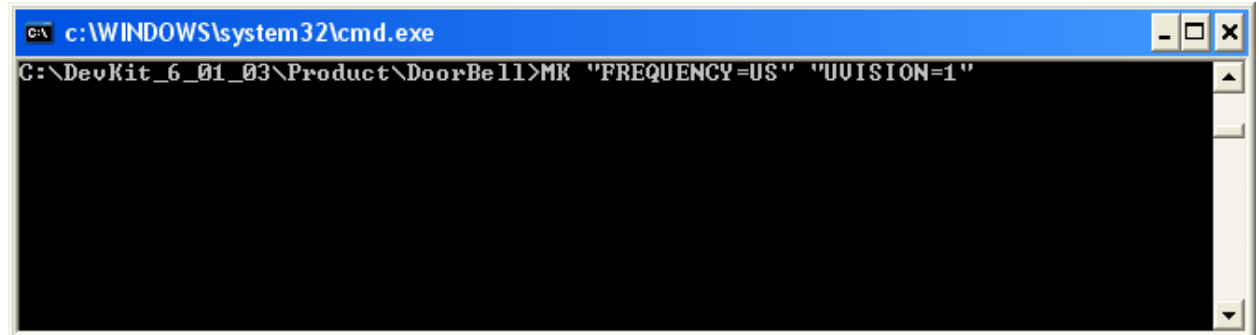 c:\WINDOWS\system32\cmd.exe
C:\DevKit_6_01_03\Product\DoorBell>MK "FREQUENCY=US" "UVISION=1"